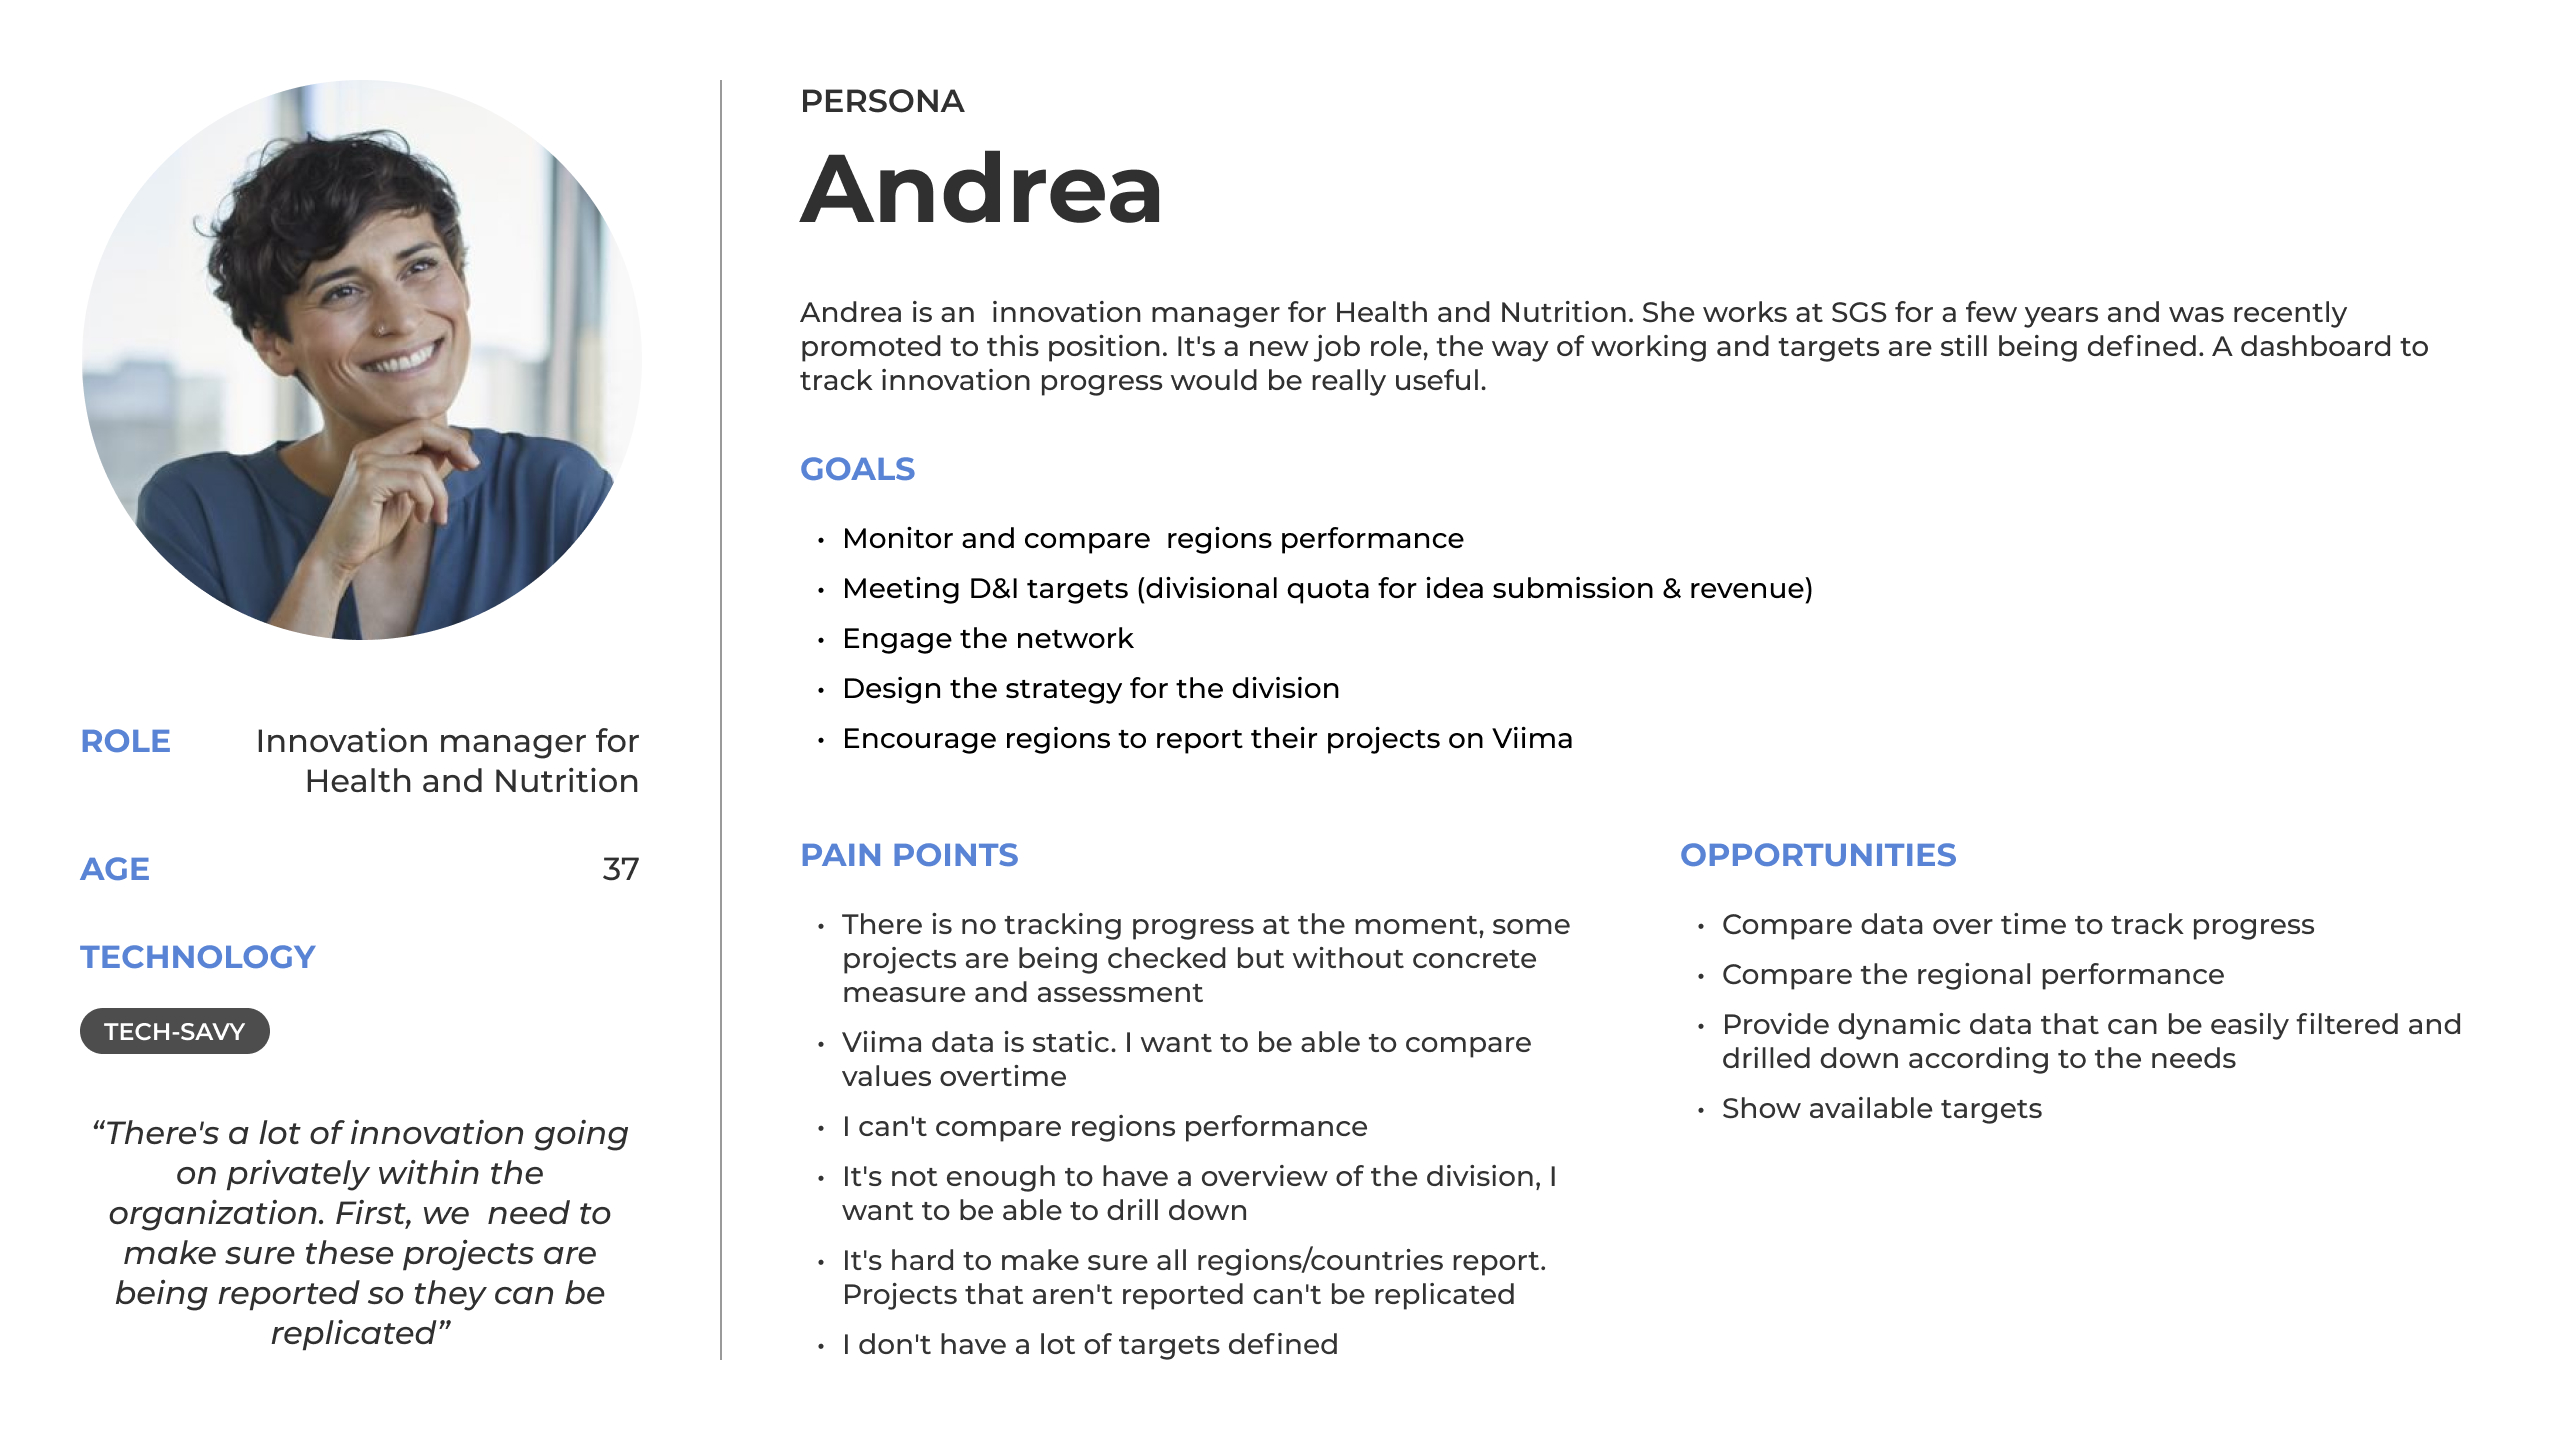 PERSONA
Andrea
Andrea is an  innovation manager for Health and Nutrition. She works at SGS for a few years and was recently
promoted to this position. It's a new job role, the way of working and targets are still being defined. A dashboard to
track innovation progress would be really useful.
GOALS
• Monitor and compare  regions performance
• Meeting D&I targets (divisional quota for idea submission & revenue)
• Engage the network
• Design the strategy for the division
• Encourage regions to report their projects on Viima
ROLE Innovation manager for
Health and Nutrition
AGE 37
TECHNOLOGY
TECH-SAVY
“There's a lot of innovation going
on privately within the
organization. First, we  need to
make sure these projects are
being reported so they can be
replicated”
PAIN POINTS
• There is no tracking progress at the moment, some
projects are being checked but without concrete
measure and assessment
• Viima data is static. I want to be able to compare
values overtime
• I can't compare regions performance
• It's not enough to have a overview of the division, I
want to be able to drill down
• It's hard to make sure all regions/countries report.
Projects that aren't reported can't be replicated
• I don't have a lot of targets defined
OPPORTUNITIES
• Compare data over time to track progress
• Compare the regional performance
• Provide dynamic data that can be easily filtered and
drilled down according to the needs
• Show available targets